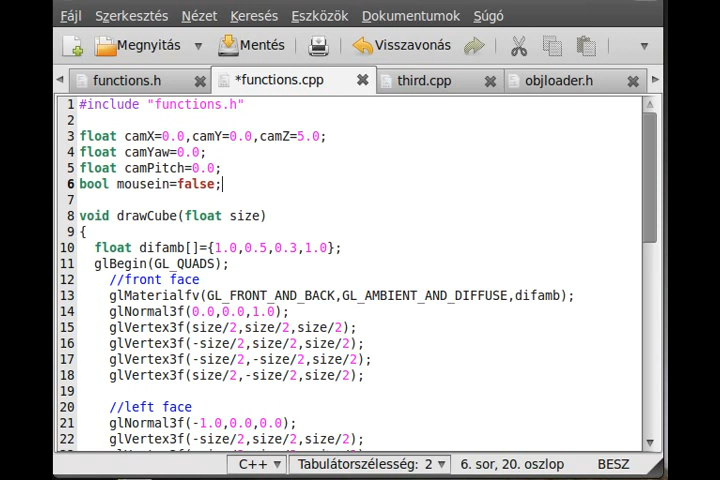 Fájl Szerkesztés Nézet Keresés Eszközök Dokumentumok Súgó
Megnyitás Mentés Visszavonás
functions.h *functions.cpp third.cpp objloader.h
1 #include "functions.h"
2
3 float camX=0.0,camY=0.0,camZ=5.0;
4 float camYaw=0.0;
5 float camPitch=0.0;
6 bool mousein=false;
7
8 void drawCube(float size)
9 {
10 float difamb[]={1.0,0.5,0.3,1.0};
11 glBegin(GL_QUADS);
12 //front face
13 glMaterialfv(GL_FRONT_AND_BACK,GL_AMBIENT_AND_DIFFUSE,difamb);
14 glNormal3f(0.0,0.0,1.0);
15 glVertex3f(size/2,size/2,size/2);
16 glVertex3f(-size/2,size/2,size/2);
17 glVertex3f(-size/2,-size/2,size/2);
18 glVertex3f(size/2,-size/2,size/2);
19
20 //left face
21 glNormal3f(-1.0,0.0,0.0);
22 glVertex3f(-size/2,size/2,size/2);
C++ Tabulátorszélesség: 2 6. sor, 20. oszlop BESZ